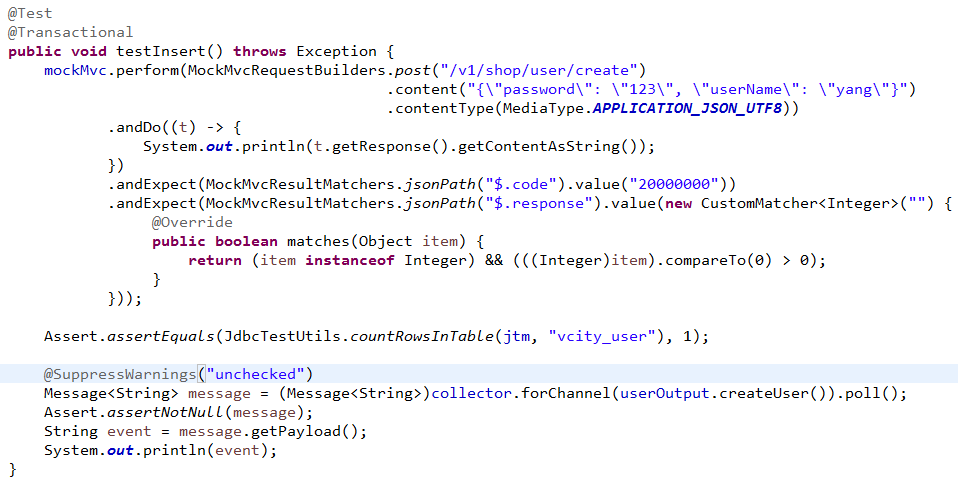 @Test
@Transactional
public void testInsert() throws Exception {
    mockMvc.perform(MockMvcRequestBuilders.post("/v1/shop/user/create")
                                          .content("{\"password\": \"123\", \"userName\": \"yang\"}")
                                          .contentType(MediaType.APPLICATION_JSON_UTF8))
           .andDo((t) -> {
               System.out.println(t.getResponse().getContentAsString());
           })
           .andExpect(MockMvcResultMatchers.jsonPath("$.code").value("20000000"))
           .andExpect(MockMvcResultMatchers.jsonPath("$.response").value(new CustomMatcher<Integer>("") {
                @Override
                public boolean matches(Object item) {
                    return (item instanceof Integer) && (((Integer)item).compareTo(0) > 0);
                }
           }));
    Assert.assertEquals(JdbcTestUtils.countRowsInTable(jtm, "vcity_user"), 1);
    @SuppressWarnings("unchecked")
    Message<String> message = (Message<String>)collector.forChannel(userOutput.createUser()).poll();
    Assert.assertNotNull(message);
    String event = message.getPayload();
    System.out.println(event);
}